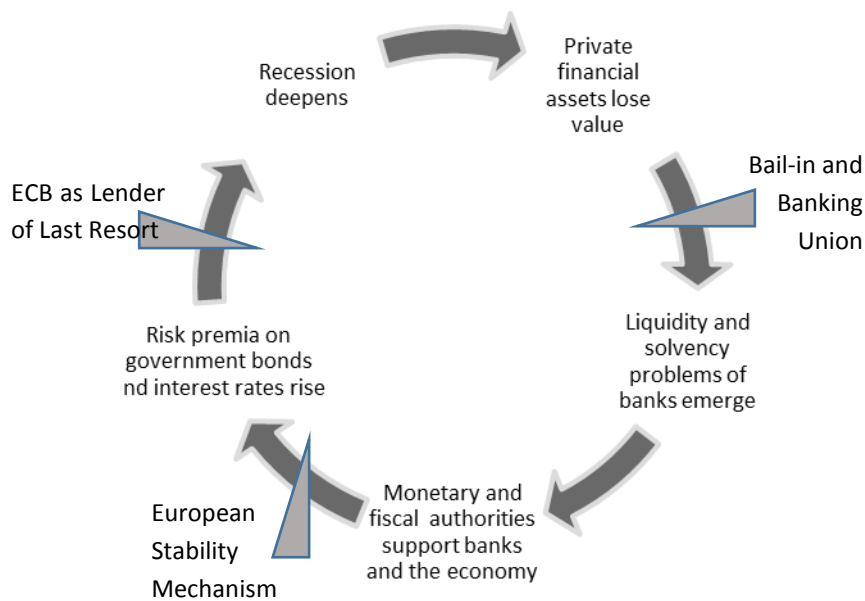 Recession
deepens
Private
financial
assets lose
value
Bail-in and
Banking
Union
Liquidity and
solvency
problems of
banks emerge
Monetary and
fiscal authorities
support banks
and the economy
European
Stability
Mechanism
Risk premia on
government bonds
nd interest rates rise
ECB as Lender
of Last Resort